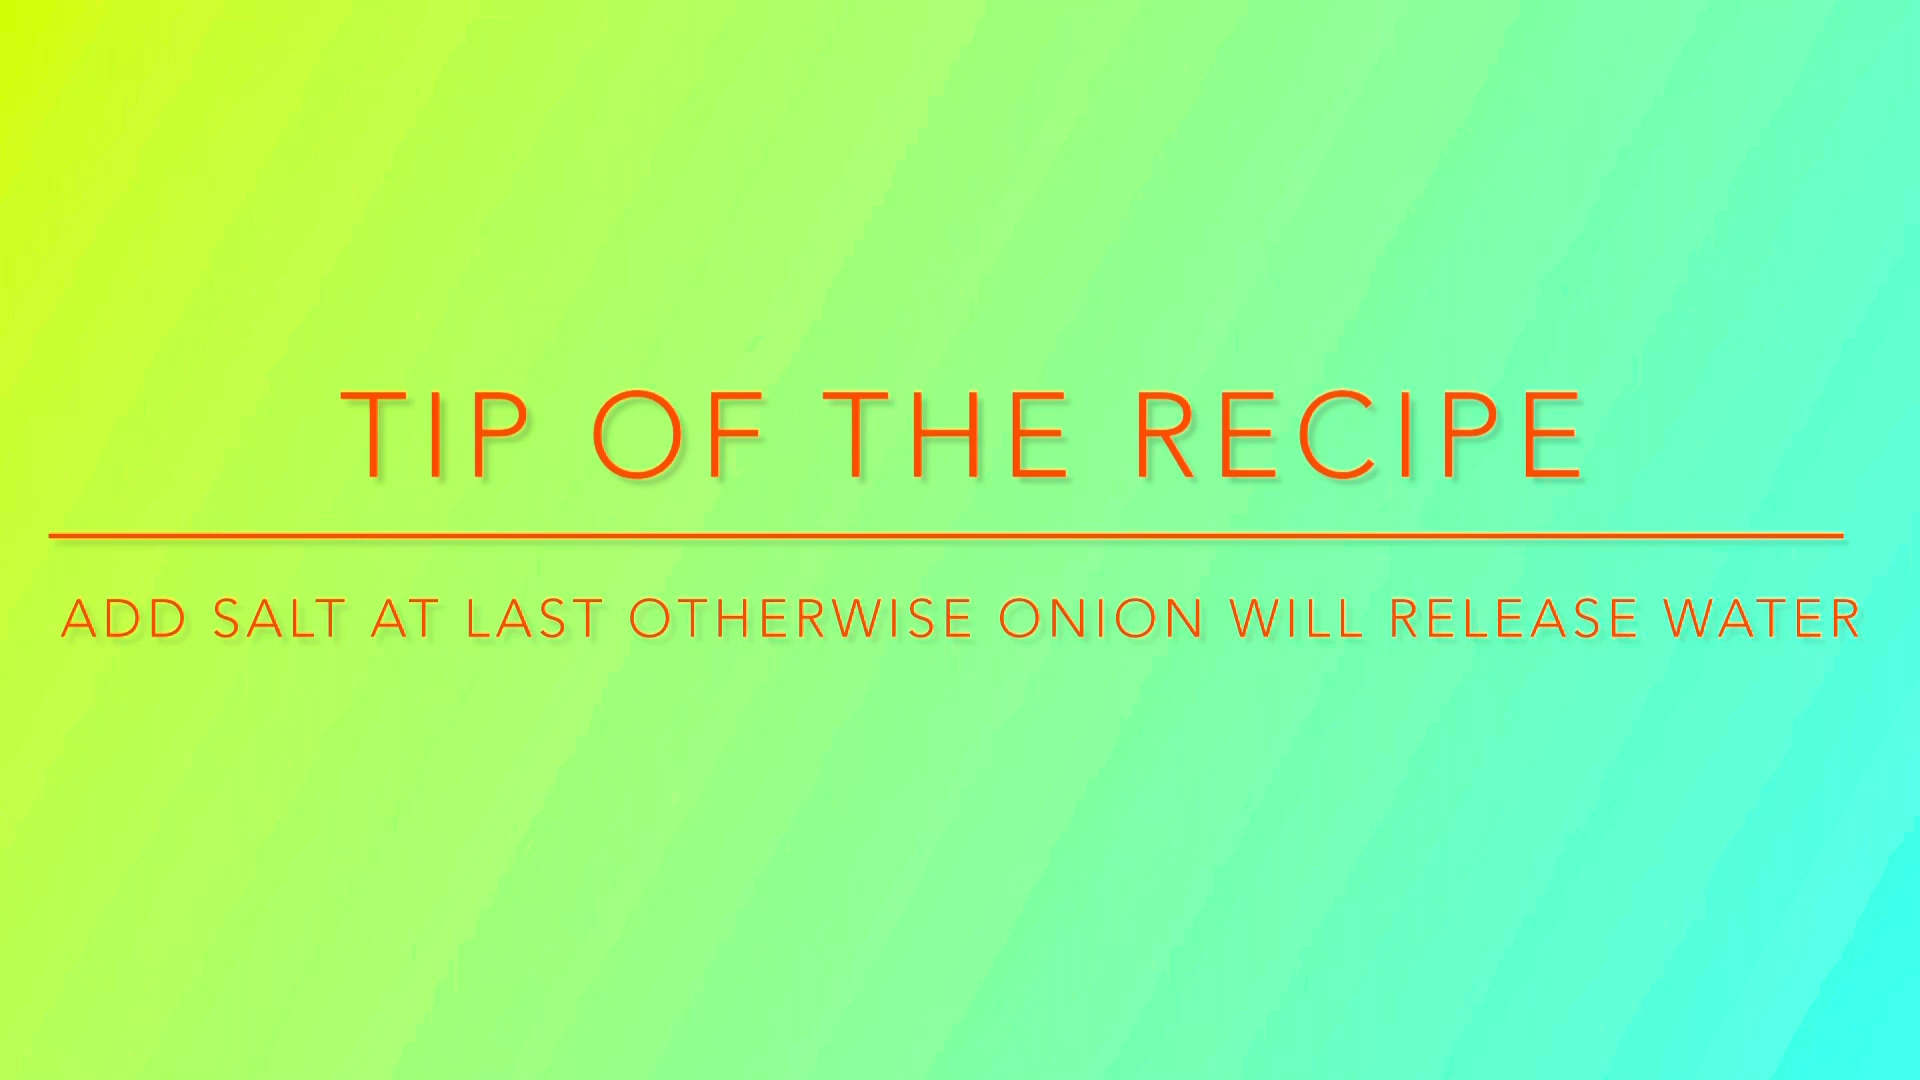 TIP OF THE RECIPE
ADD SALT AT LAST OTHERWISE ONION WILL RELEASE WATER